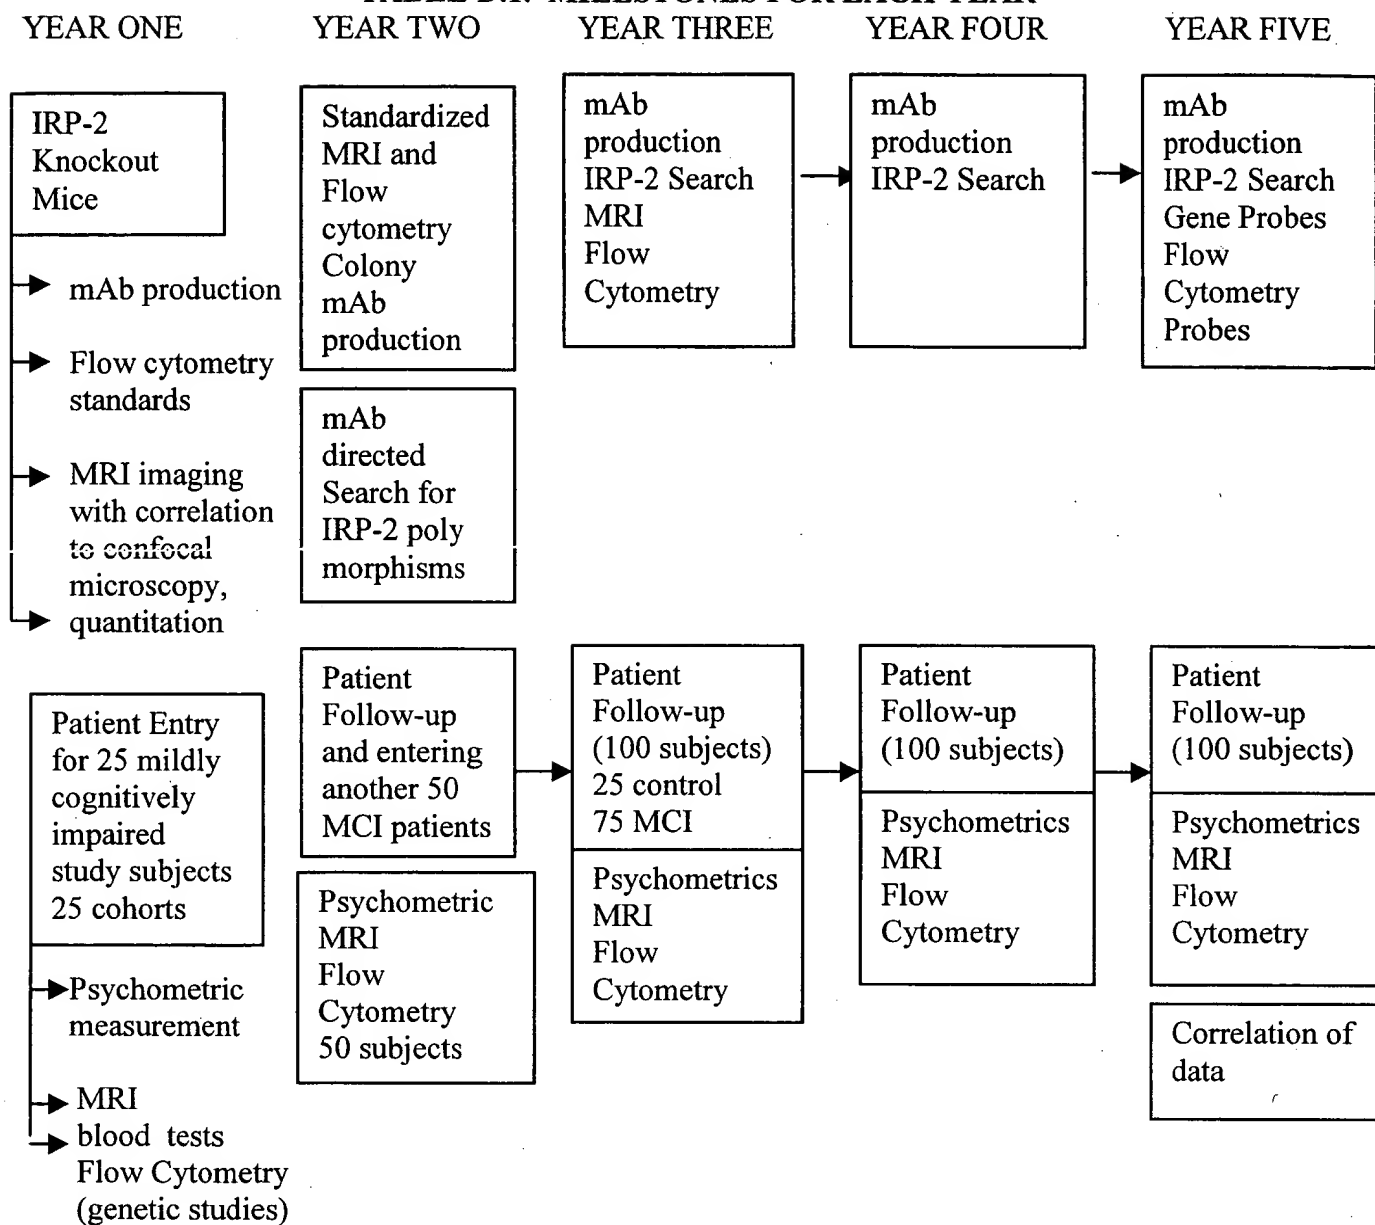 YEAR ONE
YEAR TWO
YEAR THREE
YEAR FOUR
YEAR FIVE
IRP-2
Knockout
Mice
mAb production
Flow cytometry
standards
MRI imaging
with correlation
to confocal
microscopy,
quantitation
Standardized
MRI and
Flow
cytometry
Colony
mAb
production
mAb
directed
Search for
IRP-2 poly
morphisms
mAb
production
IRP-2 Search
MRI
Flow
Cytometry
mAb
production
IRP-2 Search
mAb
production
IRP-2 Search
Gene Probes
Flow
Cytometry
Probes
Patient Entry
for 25 mildly
cognitively
impaired
study subjects
25 cohorts
Psychometric
measurement
MRI
blood tests
Flow Cytometry
(genetic studies)
Patient
Follow-up
and entering
another 50
MCI patients
Psychometric
MRI
Flow
Cytometry
50 subjects
Patient
Follow-up
(100 subjects)
25 control
75 MCI
Psychometrics
MRI
Flow
Cytometry
Patient
Follow-up
(100 subjects)
Psychometrics
MRI
Flow
Cytometry
Patient
Follow-up
(100 subjects)
Psychometrics
MRI
Flow
Cytometry
Correlation of
data